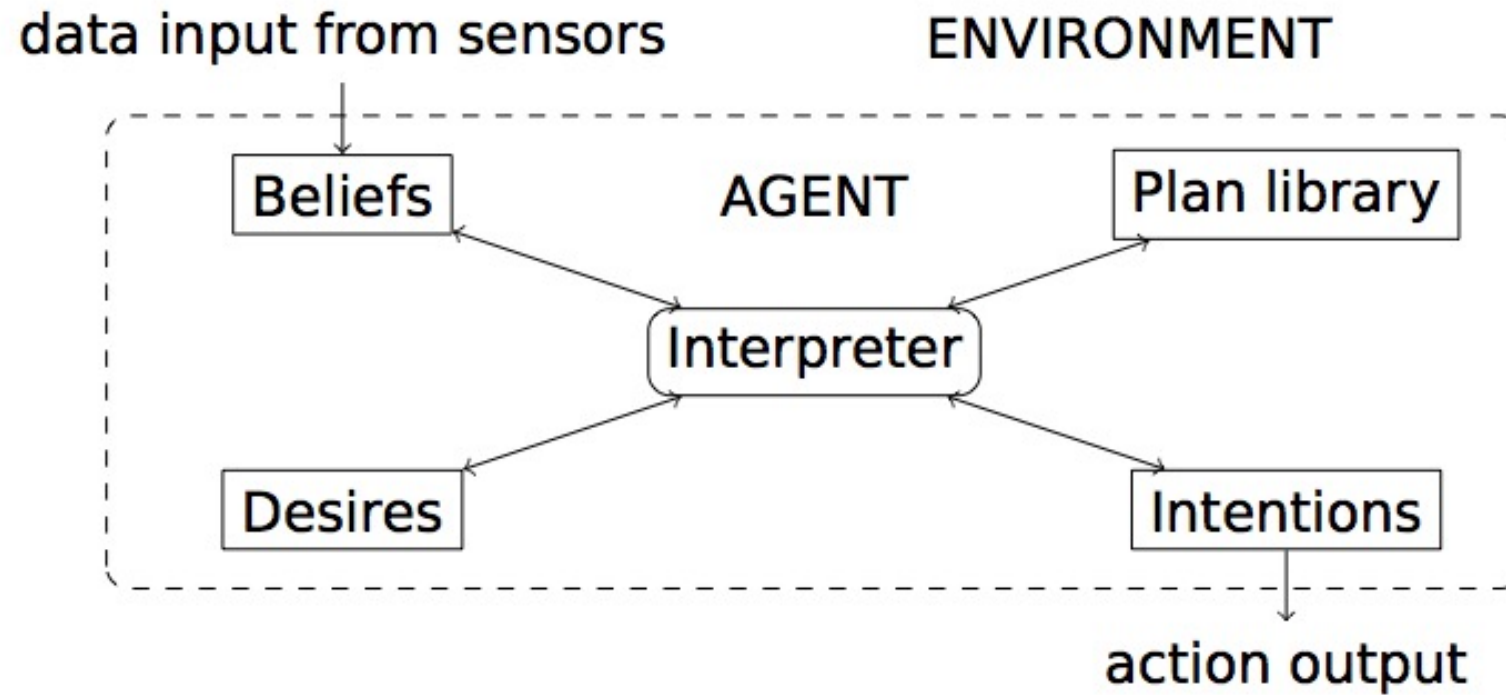 data input from sensors
ENVIRONMENT
Beliefs
AGENT
Plan library
Interpreter
Desires
Intentions
action output